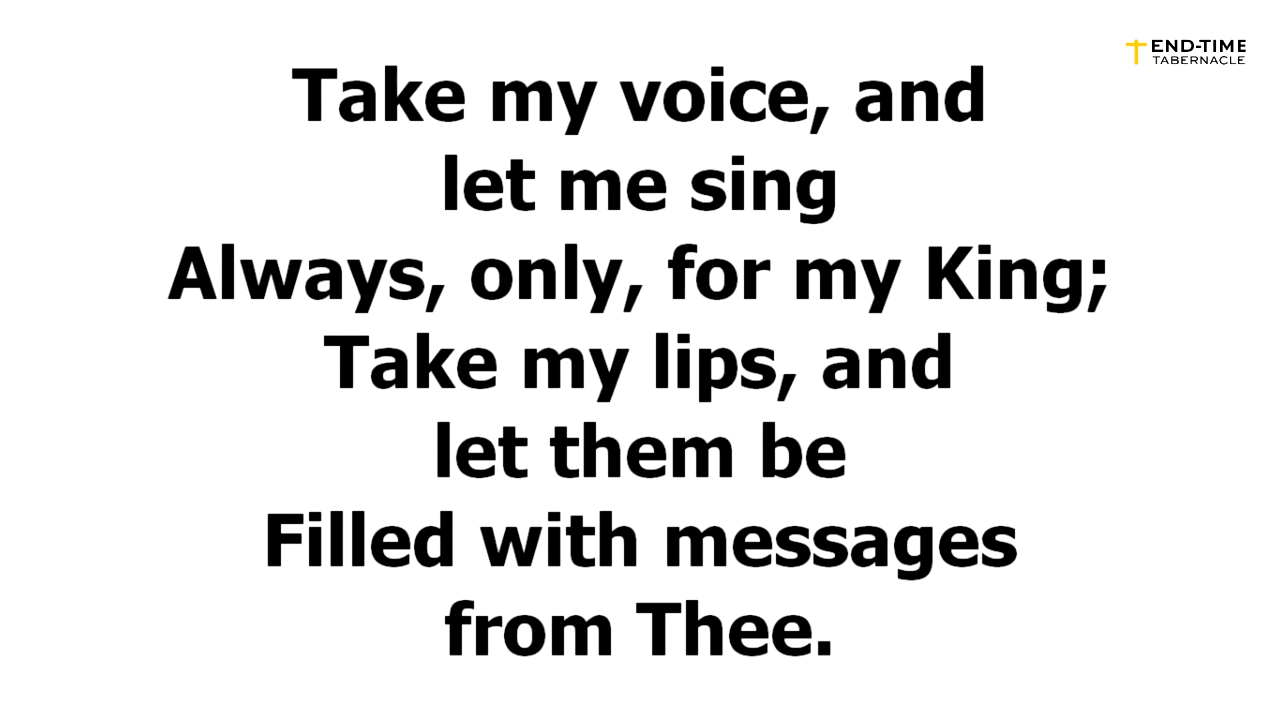 END-TIME
TABERNACLE
Take my voice, and
let me sing
Always, only, for my King;
Take my lips, and
let them be
Filled with messages
from Thee.